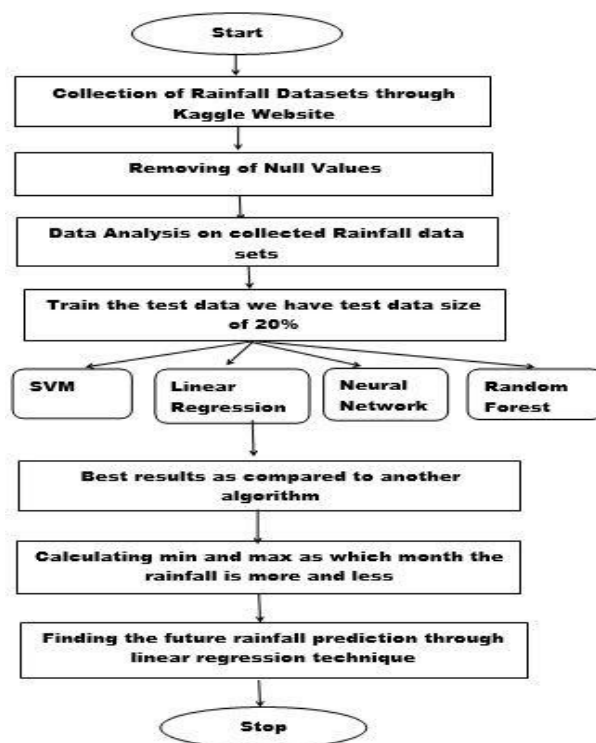 Start
Collection of Rainfall Datasets through
Kaggle Website
Removing of Null Values
Data Analysis on collected Rainfall data
sets
Train the test data we have test data size
of 20%
SVM
Linear
Regression
Neural
Network
Random
Forest
Best results as compared to another
algorithm
Calculating min and max as which month the
rainfall is more and less
Finding the future rainfall prediction through
linear regression technique
Stop